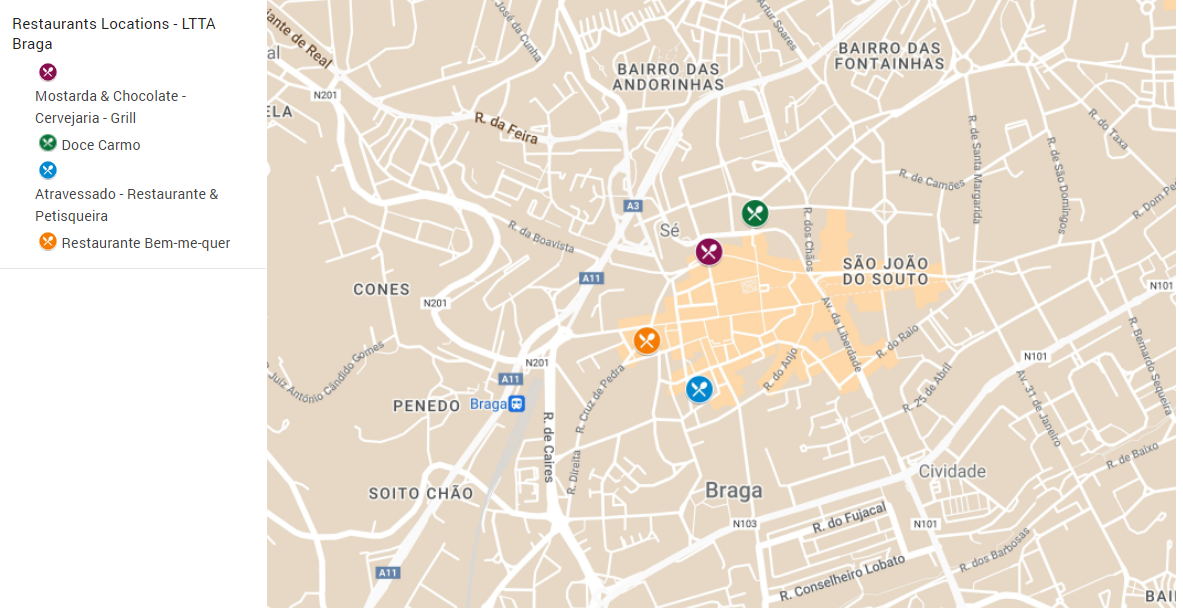 Restaurants Locations - LTTA
Braga
Mostarda & Chocolate -
Cervejaria - Grill
Doce Carmo
Atravessado - Restaurante &
Petisqueira
Restaurante Bem-me-quer
José da Cunha
Artur Soares
iante de Real
al
BAIRRO DAS
FONTAINHAS
BAIRRO DAS
ANDORINHAS
N201
ELA
R. da Feira
R. de Santa Margarida
R. do Taxa
R. de São Domingos
R. de Camões
R. Dom Pe
A3
Sé
R. dos Chãos
R. da Boavista
SÃO JOÃO
DO SOUTO
A11
CONES
N201
N101
Av. da Liberdade
R. do Raio
R. Bernardo Sequeira
Juiz António Cândido Gomes
N201
R. do Anjo
N101
A11
R. Cruz de Pedra
R. 25 de Abril
Av. 31 de Janeiro
PENEDO
Braga
R. de Caires
R. Direita
R. de Baixo
Cividade
SOITO CHÃO
Braga
N103
R. do Fujacal
N101
R. dos Barbosas
A11
R. Conselheiro Lobato
BAI